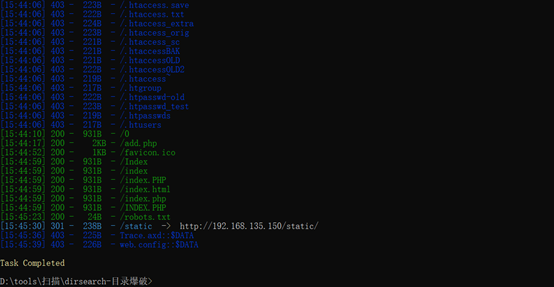 [15:44:06] 403 - 223B - /.htaccess.save
[15:44:06] 403 - 222B - /.htaccess.txt
[15:44:06] 403 - 224B - /.htaccess_extra
[15:44:06] 403 - 223B - /.htaccess_orig
[15:44:06] 403 - 221B - /.htaccess_sc
[15:44:06] 403 - 221B - /.htaccessBAK
[15:44:06] 403 - 221B - /.htaccessOLD
[15:44:06] 403 - 222B - /.htaccessOLD2
[15:44:06] 403 - 219B - /.htaccess~
[15:44:06] 403 - 217B - /.htgroup
[15:44:06] 403 - 222B - /.htpasswd-old
[15:44:06] 403 - 223B - /.htpasswd_test
[15:44:06] 403 - 219B - /.htpasswds
[15:44:06] 403 - 217B - /.htusers
[15:44:10] 200 - 931B - /0
[15:44:17] 200 - 2KB - /add.php
[15:44:52] 200 - 1KB - /favicon.ico
[15:44:59] 200 - 931B - /Index
[15:44:59] 200 - 931B - /index
[15:44:59] 200 - 931B - /index.PHP
[15:44:59] 200 - 931B - /index.html
[15:44:59] 200 - 931B - /index.php
[15:44:59] 200 - 931B - /INDEX.PHP
[15:45:23] 200 - 24B - /robots.txt
[15:45:30] 301 - 238B - /static -> http://192.168.135.150/static/
[15:45:36] 403 - 225B - Trace.axd::$DATA
[15:45:39] 403 - 226B - web.config::$DATA
Task Completed
D:\tools\扫描\dirsearch-目录爆破>